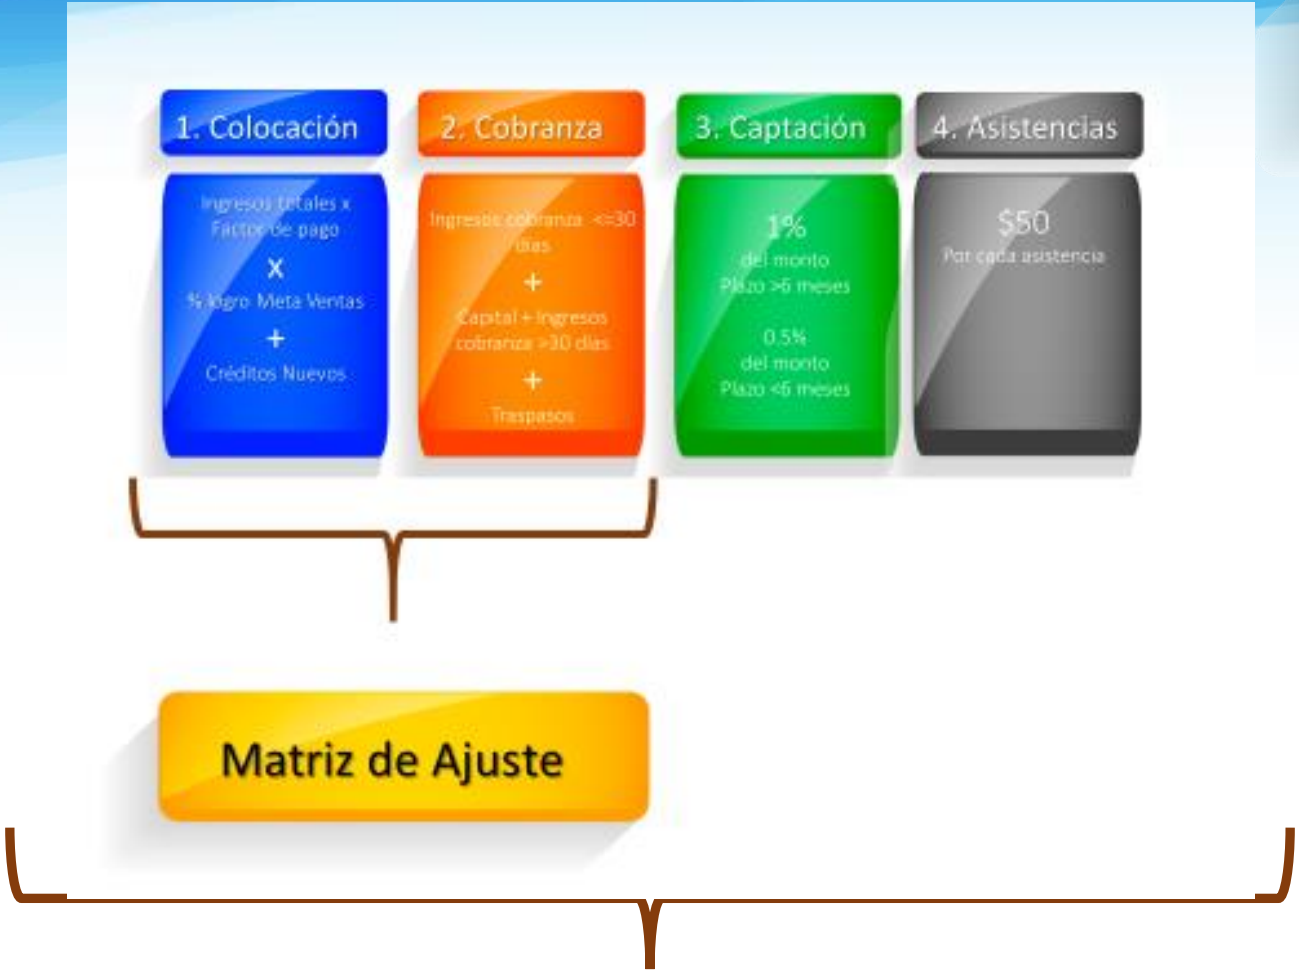 1. Colocación
Ingresos totales x
Factor de pago
x
% logro Meta Ventas
+
Créditos Nuevos
2. Cobranza
Ingresos cobranza <=30
días
+
Capital + Ingresos
cobranza >30 días
+
Traspasos
3. Captación
1%
del monto
Plazo >6 meses
0.5%
del monto
Plazo <6 meses
4. Asistencias
$50
Por cada asistencia
Matriz de Ajuste